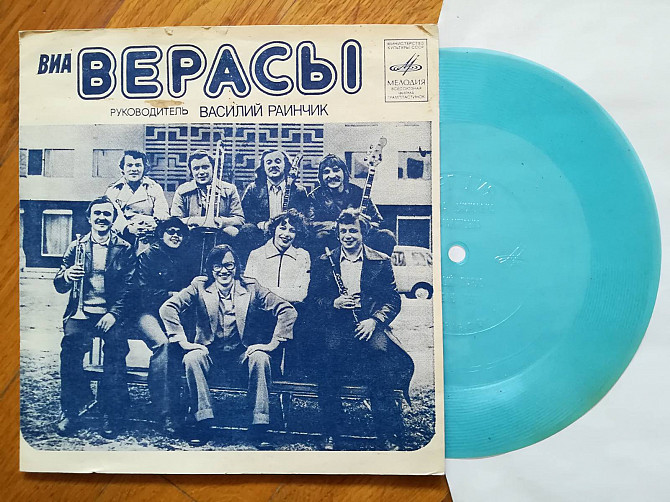 ВИА ВЕРАСЫ
РУКОВОДИТЕЛЬ ВАСИЛИЙ РАИНЧИК
МИНИСТЕРСТВО
КУЛЬТУРЫ СССР
МЕЛОДИЯ
ВСЕСОЮЗНАЯ
ФИРМА
ГРАМПЛАСТИНОК